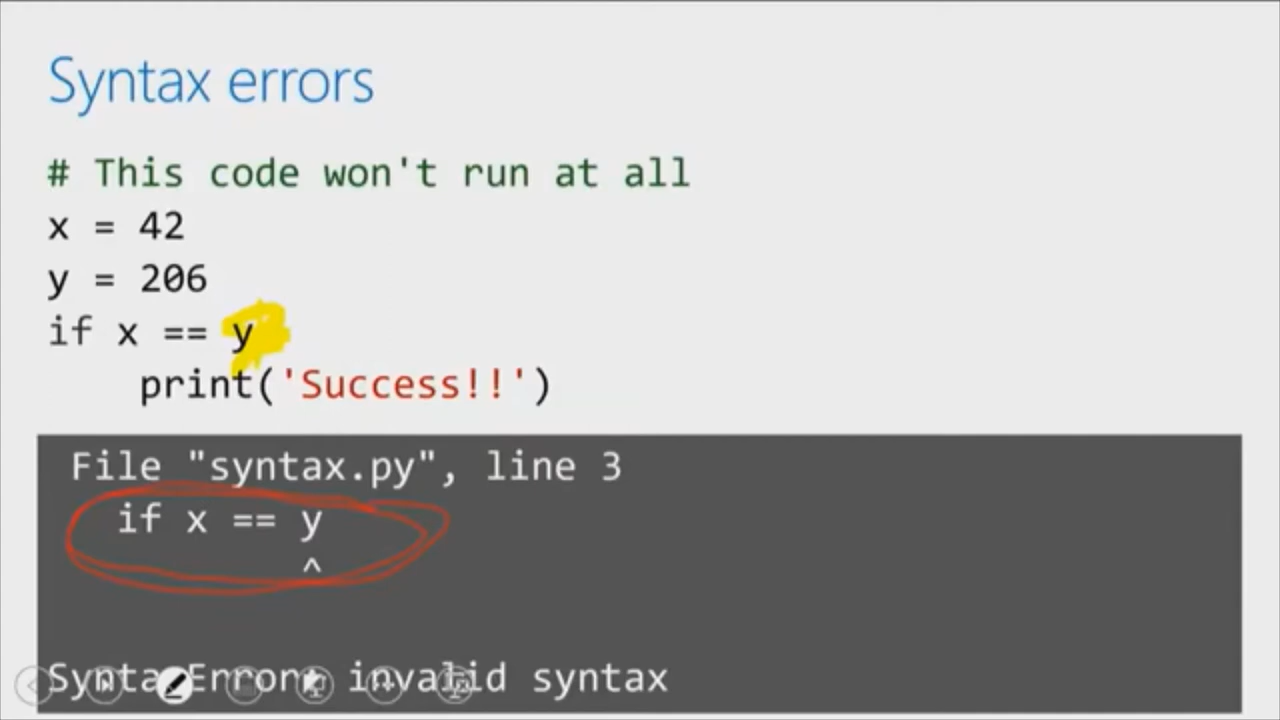 Syntax errors
# This code won't run at all
x = 42
y = 206
if x == y
    print('Success!!')
File "syntax.py", line 3
if x == y
^
SyntaxError: invalid syntax